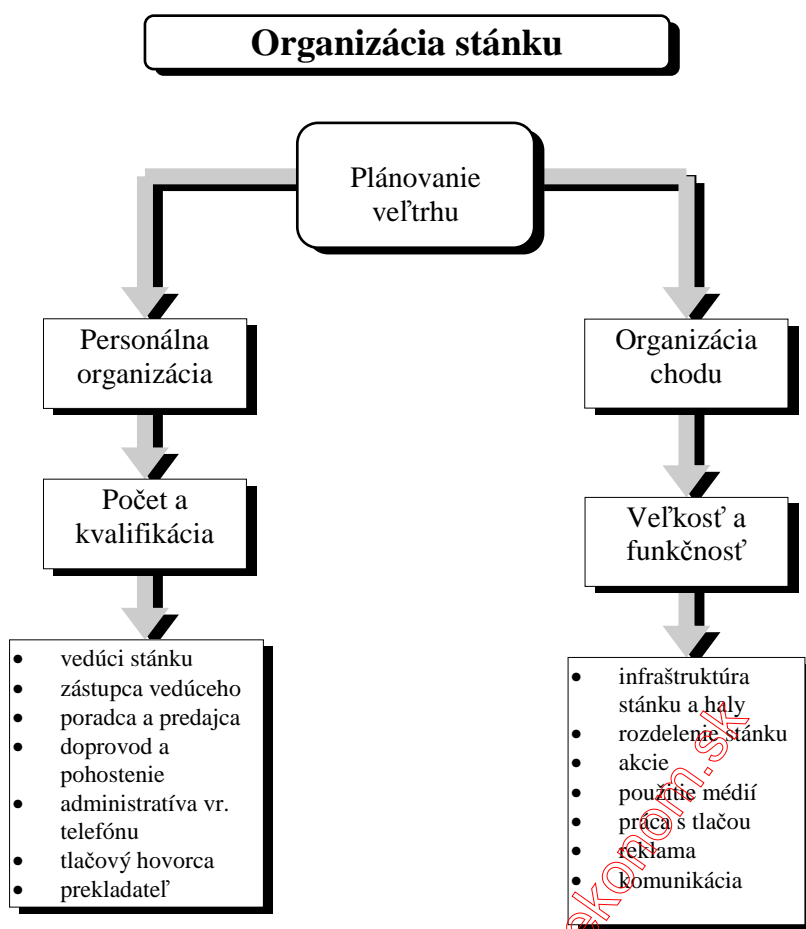 Organizácia stánku
Plánovanie
veľtrhu
Personálna
organizácia
Počet a
kvalifikácia
• vedúci stánku
• zástupca vedúceho
• poradca a predajca
• doprovod a
pohostenie
• administratíva vr.
telefónu
• tlačový hovorca
• prekladateľ
Organizácia
chodu
Veľkosť a
funkčnosť
• infraštruktúra
stánku a haly
• rozdelenie stánku
• akcie
• použitie médií
• práca s tlačou
• reklama
• komunikácia
ekonom.sk